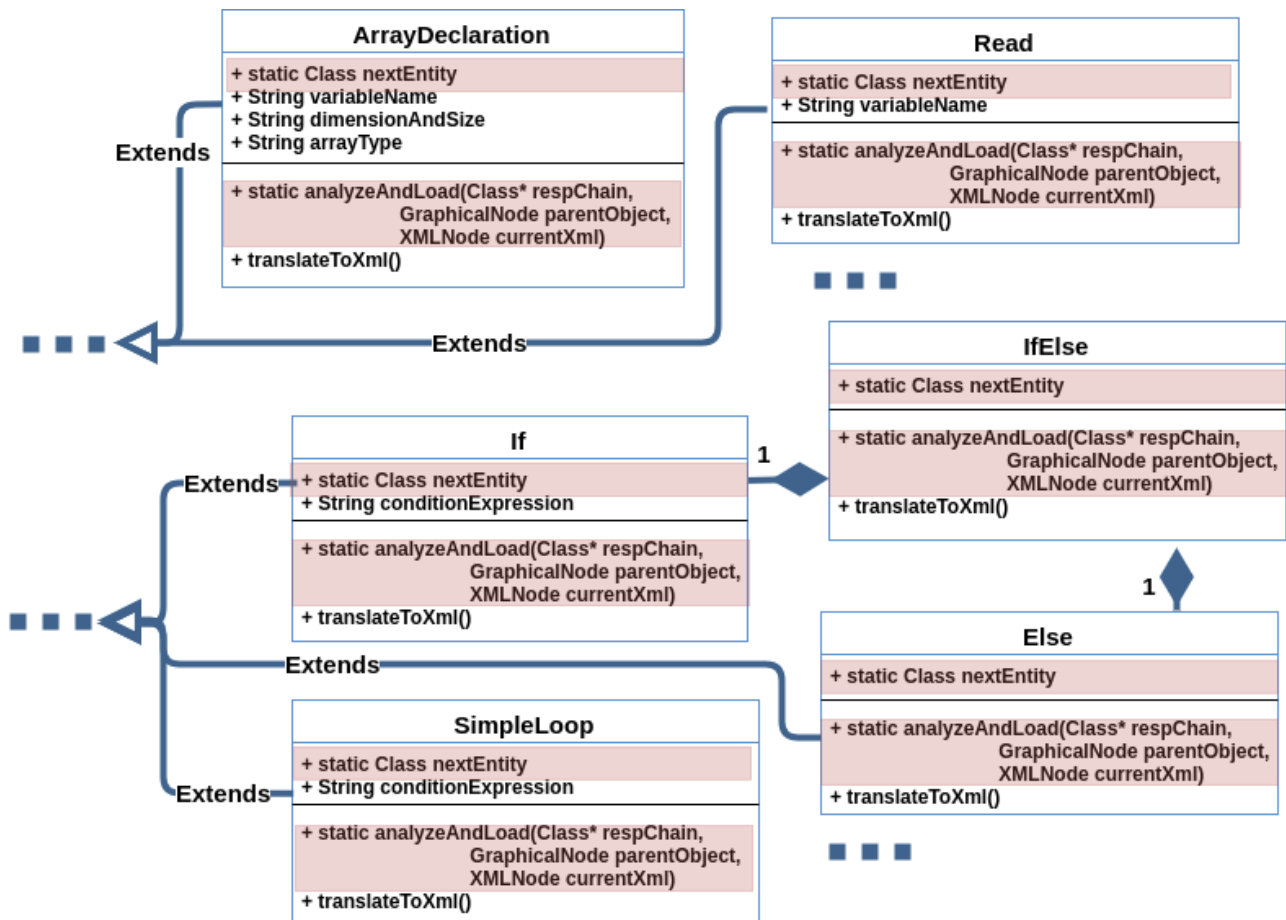 ArrayDeclaration
+ static Class nextEntity
+ String variableName
+ String dimensionAndSize
+ String arrayType
+ static analyzeAndLoad(Class* respChain,
GraphicalNode parentObject,
XMLNode currentXml)
+ translateToXml()
Read
+ static Class nextEntity
+ String variableName
+ static analyzeAndLoad(Class* respChain,
GraphicalNode parentObject,
XMLNode currentXml)
+ translateToXml()
Extends
Extends
IfElse
+ static Class nextEntity
+ static analyzeAndLoad(Class* respChain,
GraphicalNode parentObject,
XMLNode currentXml)
+ translateToXml()
If
+ static Class nextEntity
+ String conditionExpression
+ static analyzeAndLoad(Class* respChain,
GraphicalNode parentObject,
XMLNode currentXml)
+ translateToXml()
1
Extends
1
Else
+ static Class nextEntity
+ static analyzeAndLoad(Class* respChain,
GraphicalNode parentObject,
XMLNode currentXml)
+ translateToXml()
Extends
SimpleLoop
+ static Class nextEntity
+ String conditionExpression
+ static analyzeAndLoad(Class* respChain,
GraphicalNode parentObject,
XMLNode currentXml)
+ translateToXml()
Extends